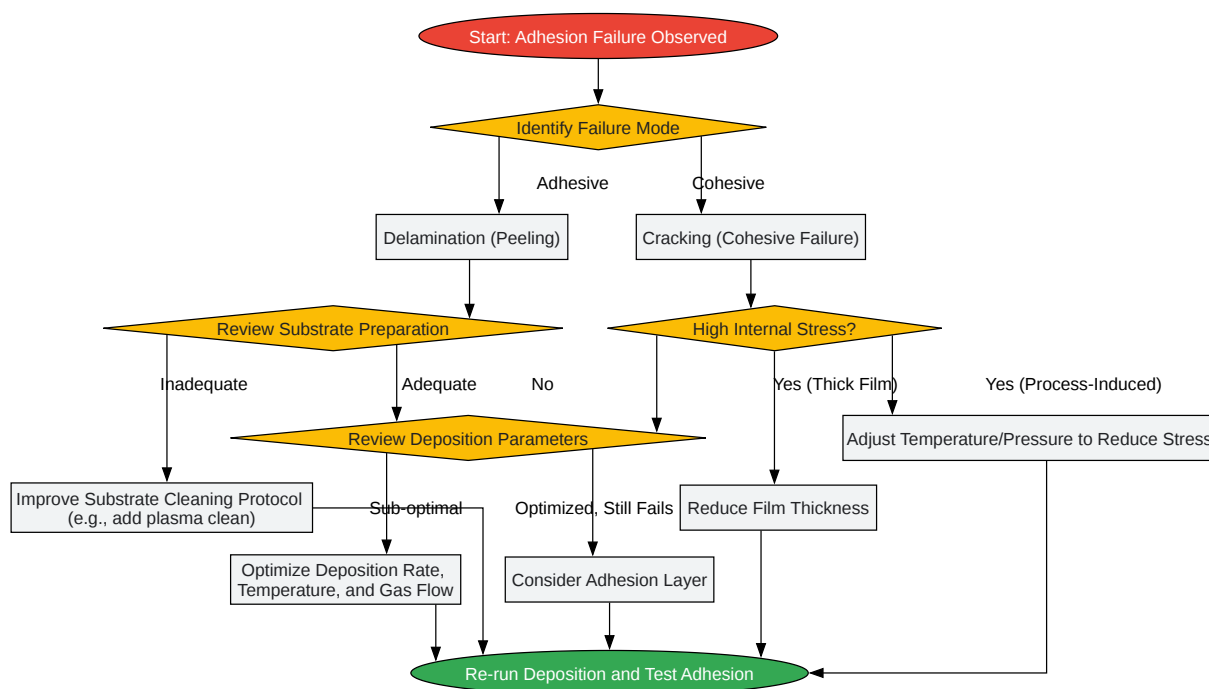 Start: Adhesion Failure Observed
Identify Failure Mode
Adhesive
Cohesive
Delamination (Peeling)
Cracking (Cohesive Failure)
Review Substrate Preparation
High Internal Stress?
Inadequate
Adequate
No
Yes (Thick Film)
Yes (Process-Induced)
Review Deposition Parameters
Adjust Temperature/Pressure to Reduce Stress
Improve Substrate Cleaning Protocol
(e.g., add plasma clean)
Sub-optimal
Optimized, Still Fails
Reduce Film Thickness
Optimize Deposition Rate,
Temperature, and Gas Flow
Consider Adhesion Layer
Re-run Deposition and Test Adhesion